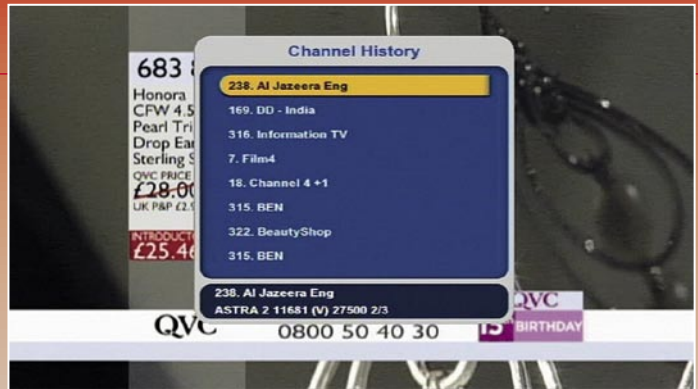 Channel History
683
Honora
CFW 4.5
Pearl Tri
Drop Ear
Sterling S
QVC PRICE
£28.00
UK P&P £2.9
£25.46
238. Al Jazeera Eng
169. DD - India
316. Information TV
7. Film4
18. Channel 4 +1
315. BEN
322. BeautyShop
315. BEN
238. Al Jazeera Eng
ASTRA 2 11681 (V) 27500 2/3
QVC
0800 50 40 30
QVC
15
BIRTHDAY